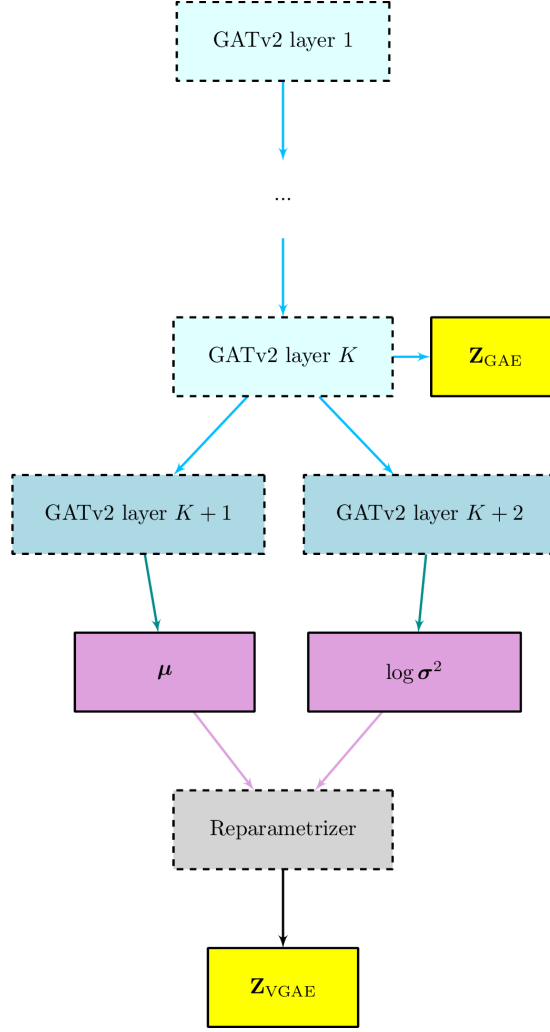 GATv2 layer 1
...
GATv2 layer K
Z_GAE
GATv2 layer K + 1
GATv2 layer K + 2
μ
log σ²
Reparametrizer
Z_VGAE